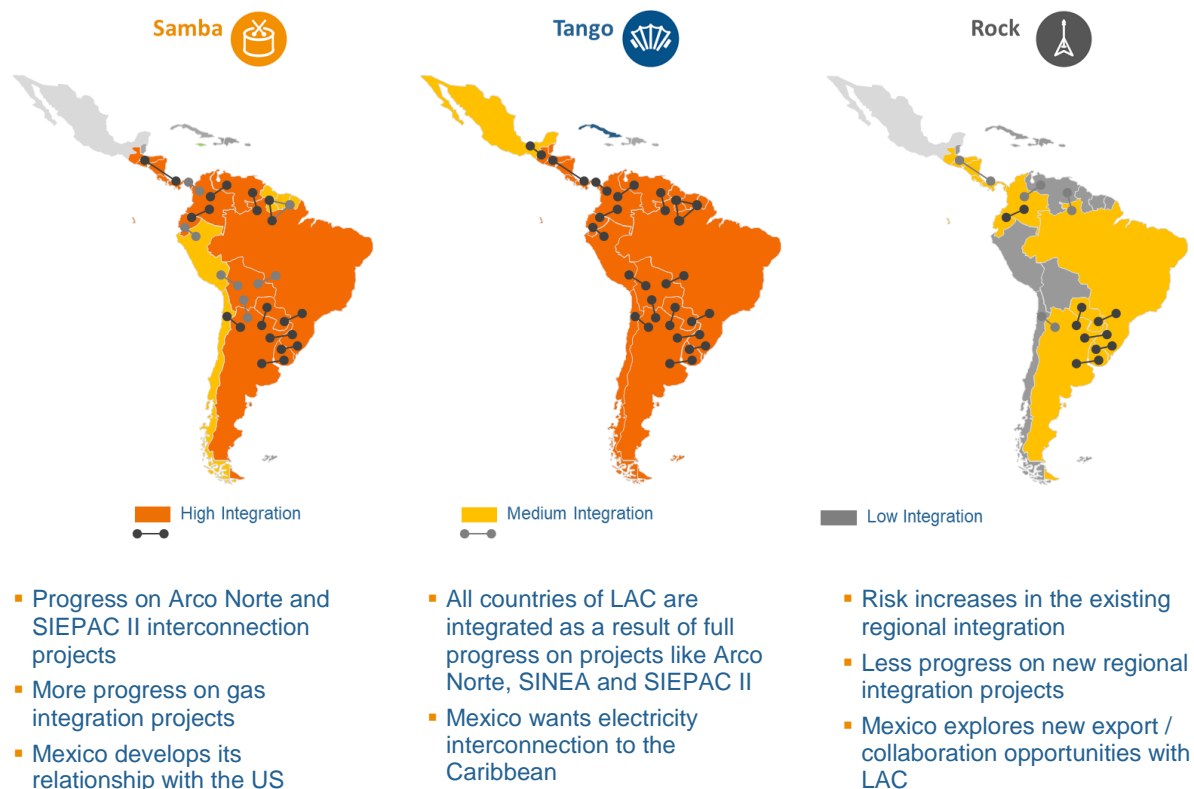 Samba
Tango
Rock
High Integration
Medium Integration
Low Integration
▪ Progress on Arco Norte and
SIEPAC II interconnection
projects
▪ More progress on gas
integration projects
▪ Mexico develops its
relationship with the US
▪ All countries of LAC are
integrated as a result of full
progress on projects like Arco
Norte, SINEA and SIEPAC II
▪ Mexico wants electricity
interconnection to the
Caribbean
▪ Risk increases in the existing
regional integration
▪ Less progress on new regional
integration projects
▪ Mexico explores new export /
collaboration opportunities with
LAC